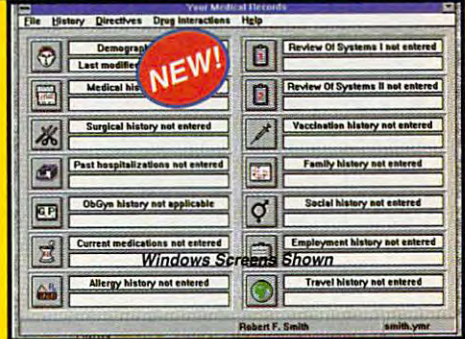 Your Medical Records
File History Directives Drug Interactions Help
Demograph
Last modified
NEW!
Medical his
Surgical history not entered
Past hospitalizations not entered
ObGyn history not applicable
Current medications not entered
Allergy history not entered
Review Of Systems I not entered
Review Of Systems II not entered
Vaccination history not entered
Family history not entered
Social history not entered
Employment history not entered
Travel history not entered
Windows Screens Shown
G P
Robert F. Smith smith.ymr